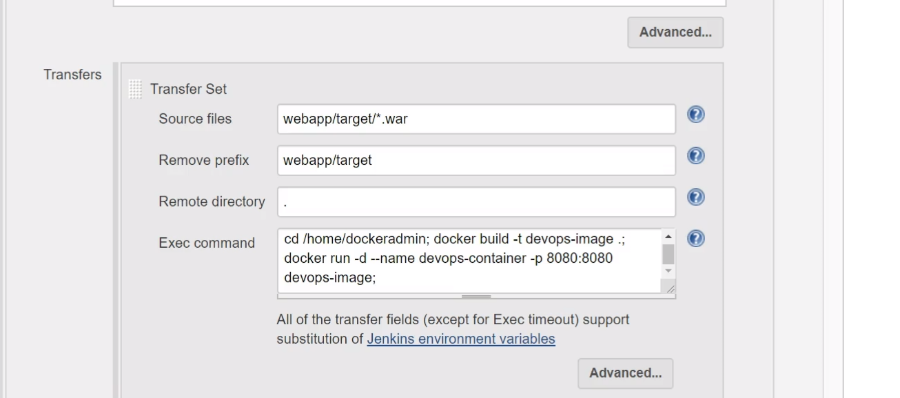 Advanced...
Transfers
Transfer Set
Source files
webapp/target/*.war
Remove prefix
webapp/target
Remote directory
.
Exec command
cd /home/dockeradmin; docker build -t devops-image .;
docker run -d --name devops-container -p 8080:8080
devops-image;
All of the transfer fields (except for Exec timeout) support
substitution of Jenkins environment variables
Advanced...